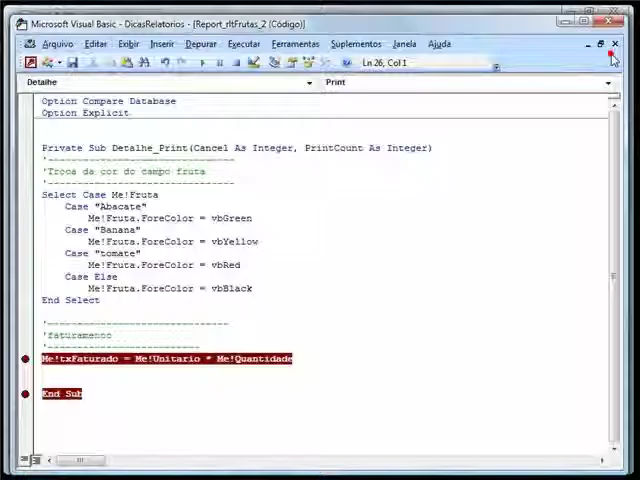 Microsoft Visual Basic - DicasRelatorios - [Report_rltFrutas_2 (Código)]
Arquivo Editar Exibir Inserir Depurar Executar Ferramentas Suplementos Janela Ajuda
Ln 26, Col 1
Detalhe Print
Option Compare Database
Option Explicit
Private Sub Detalhe_Print(Cancel As Integer, PrintCount As Integer)
'--------------------------------
'Troca da cor do campo fruta
'--------------------------------
Select Case Me!Fruta
Case "Abacate"
Me!Fruta.ForeColor = vbGreen
Case "Banana"
Me!Fruta.ForeColor = vbYellow
Case "tomate"
Me!Fruta.ForeColor = vbRed
Case Else
Me!Fruta.ForeColor = vbBlack
End Select
'-------------------------------
'faturamenno
'--------------------------
Me!txFaturado = Me!Unitario * Me!Quantidade
End Sub